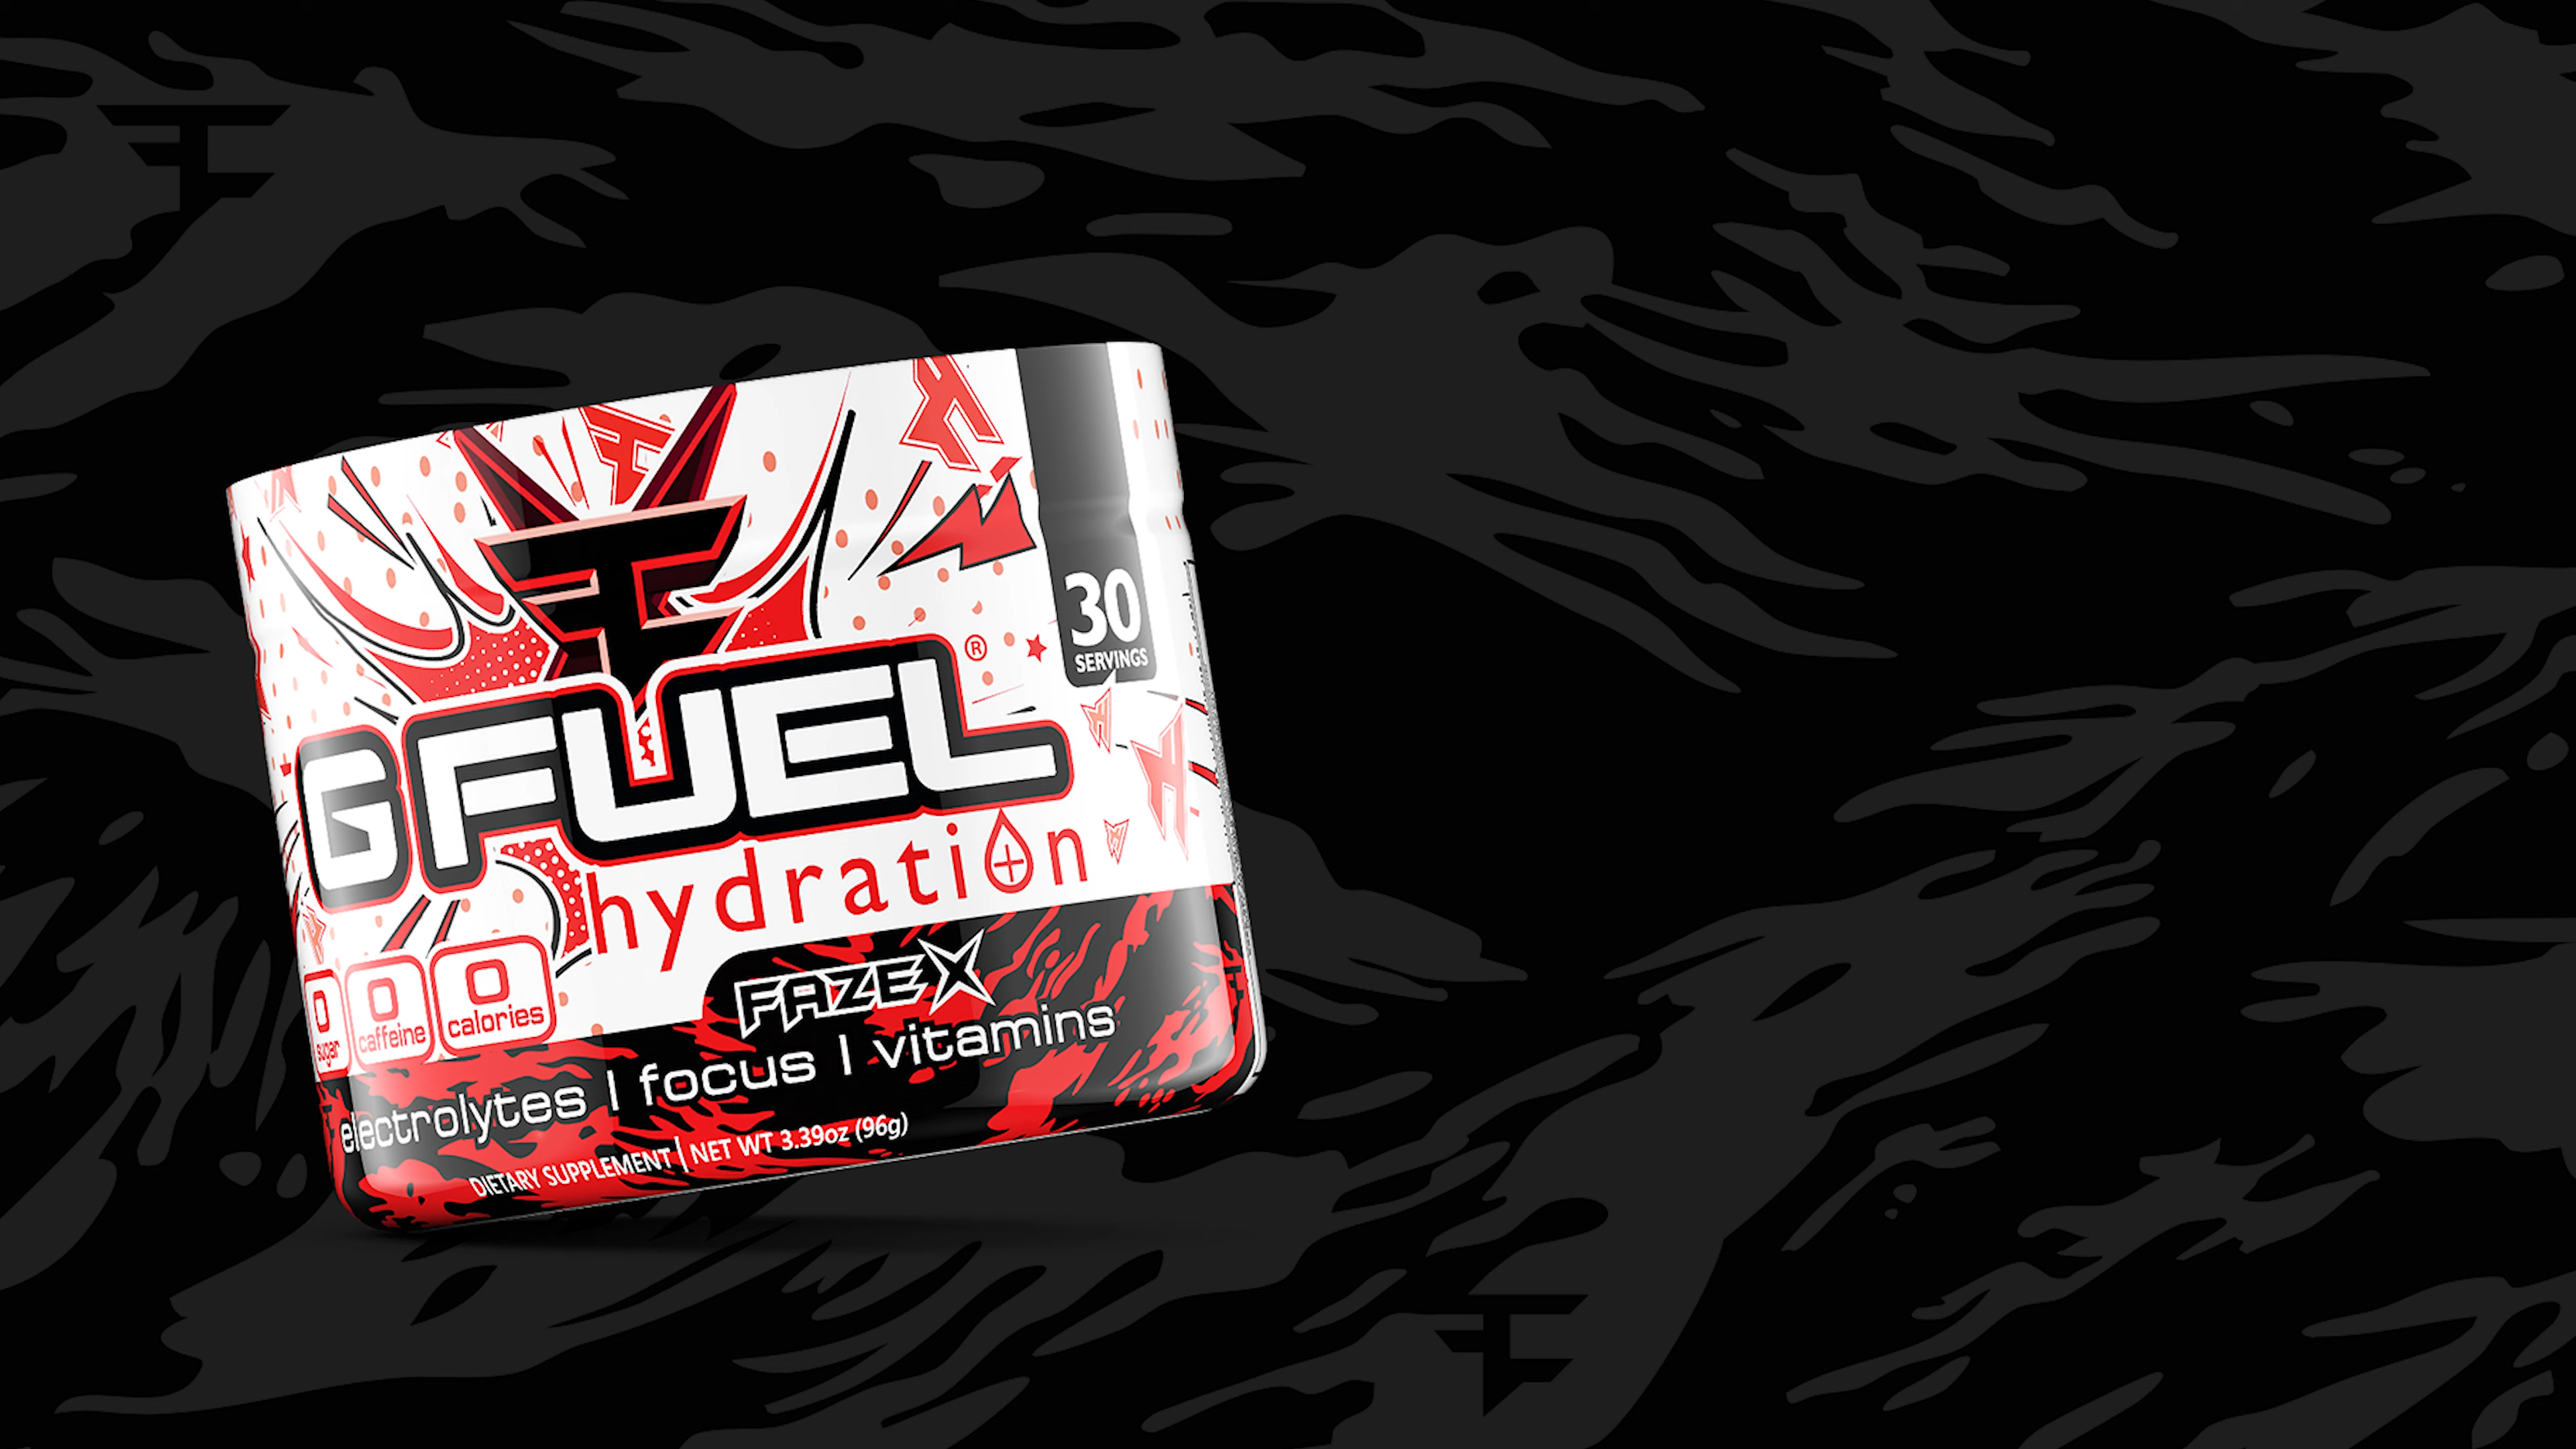 30
SERVINGS
G FUEL®
hydration
0 sugar
0 caffeine
0 calories
FAZE X
electrolytes | focus | vitamins
DIETARY SUPPLEMENT | NET WT 3.39oz (96g)